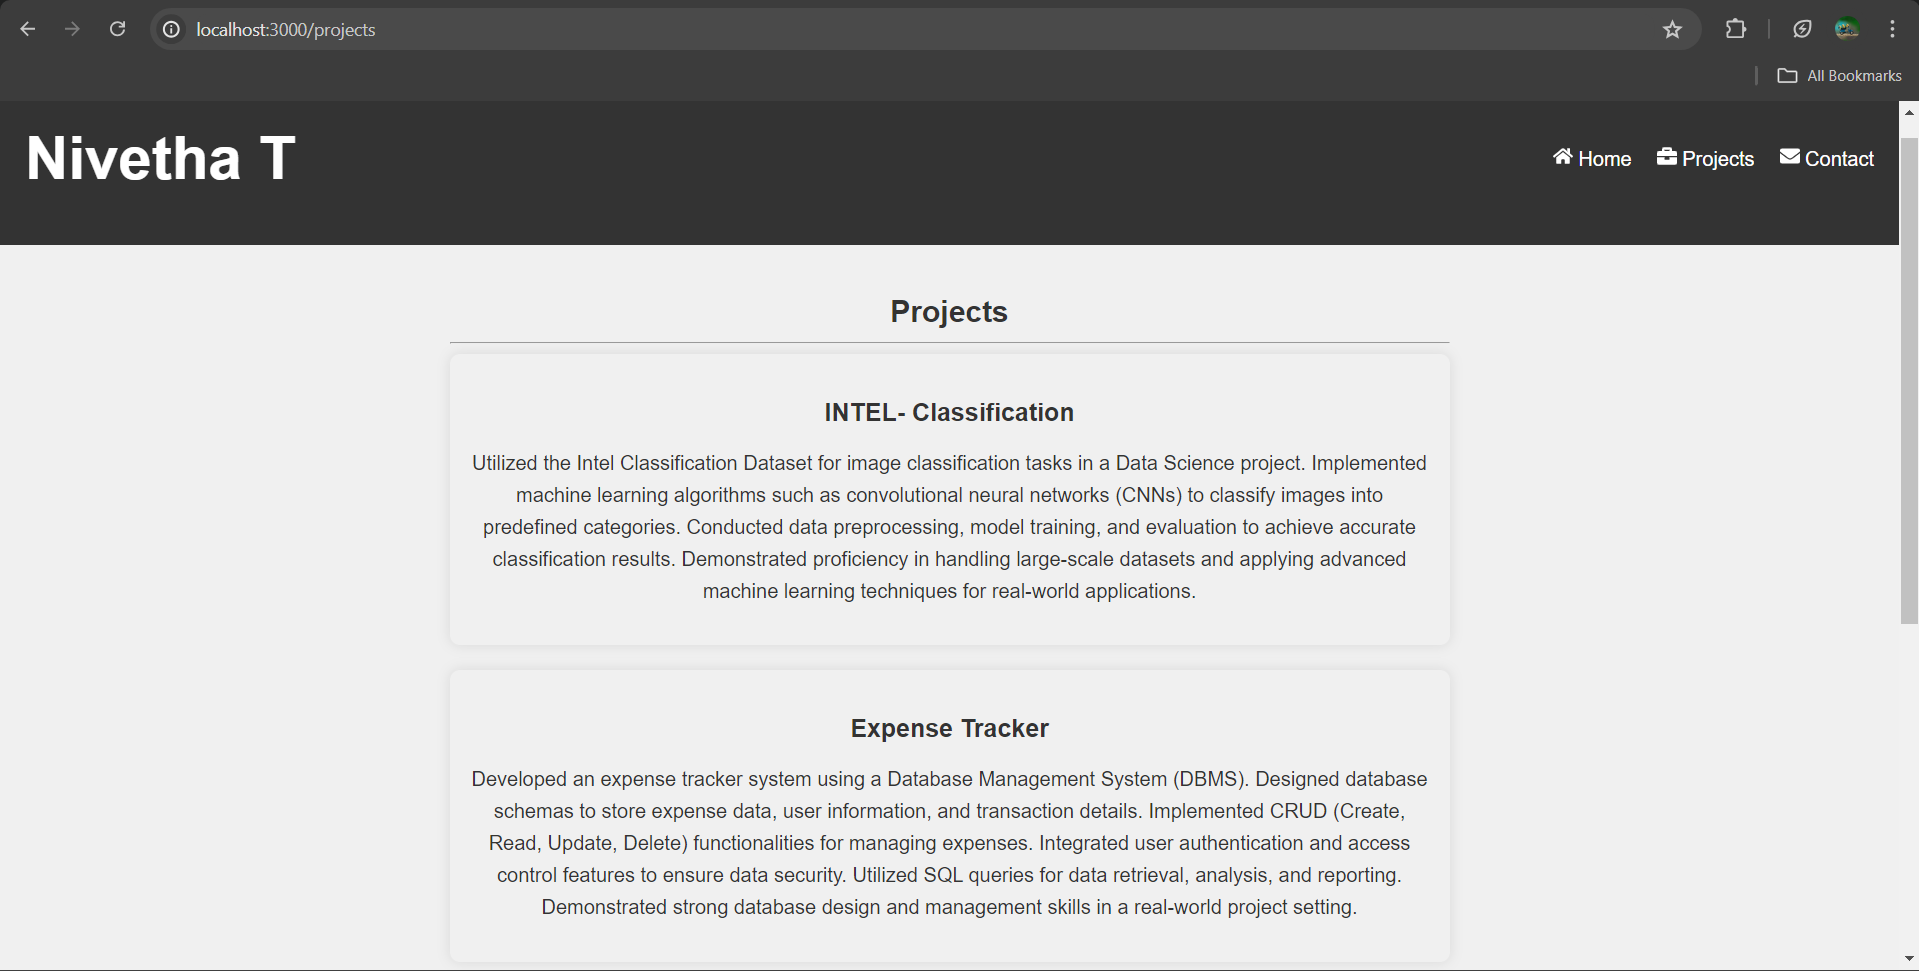 localhost:3000/projects
All Bookmarks
Nivetha T
Home
Projects
Contact
Projects
INTEL- Classification
Utilized the Intel Classification Dataset for image classification tasks in a Data Science project. Implemented
machine learning algorithms such as convolutional neural networks (CNNs) to classify images into
predefined categories. Conducted data preprocessing, model training, and evaluation to achieve accurate
classification results. Demonstrated proficiency in handling large-scale datasets and applying advanced
machine learning techniques for real-world applications.
Expense Tracker
Developed an expense tracker system using a Database Management System (DBMS). Designed database
schemas to store expense data, user information, and transaction details. Implemented CRUD (Create,
Read, Update, Delete) functionalities for managing expenses. Integrated user authentication and access
control features to ensure data security. Utilized SQL queries for data retrieval, analysis, and reporting.
Demonstrated strong database design and management skills in a real-world project setting.